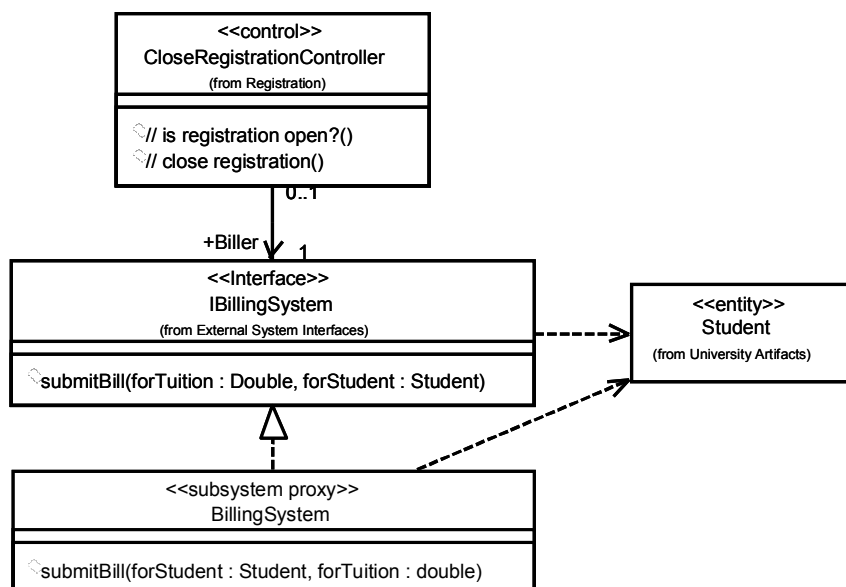 <<control>>
CloseRegistrationController
(from Registration)
// is registration open?()
// close registration()
0..1
+Biller
1
<<Interface>>
IBillingSystem
(from External System Interfaces)
submitBill(forTuition : Double, forStudent : Student)
<<entity>>
Student
(from University Artifacts)
<<subsystem proxy>>
BillingSystem
submitBill(forStudent : Student, forTuition : double)